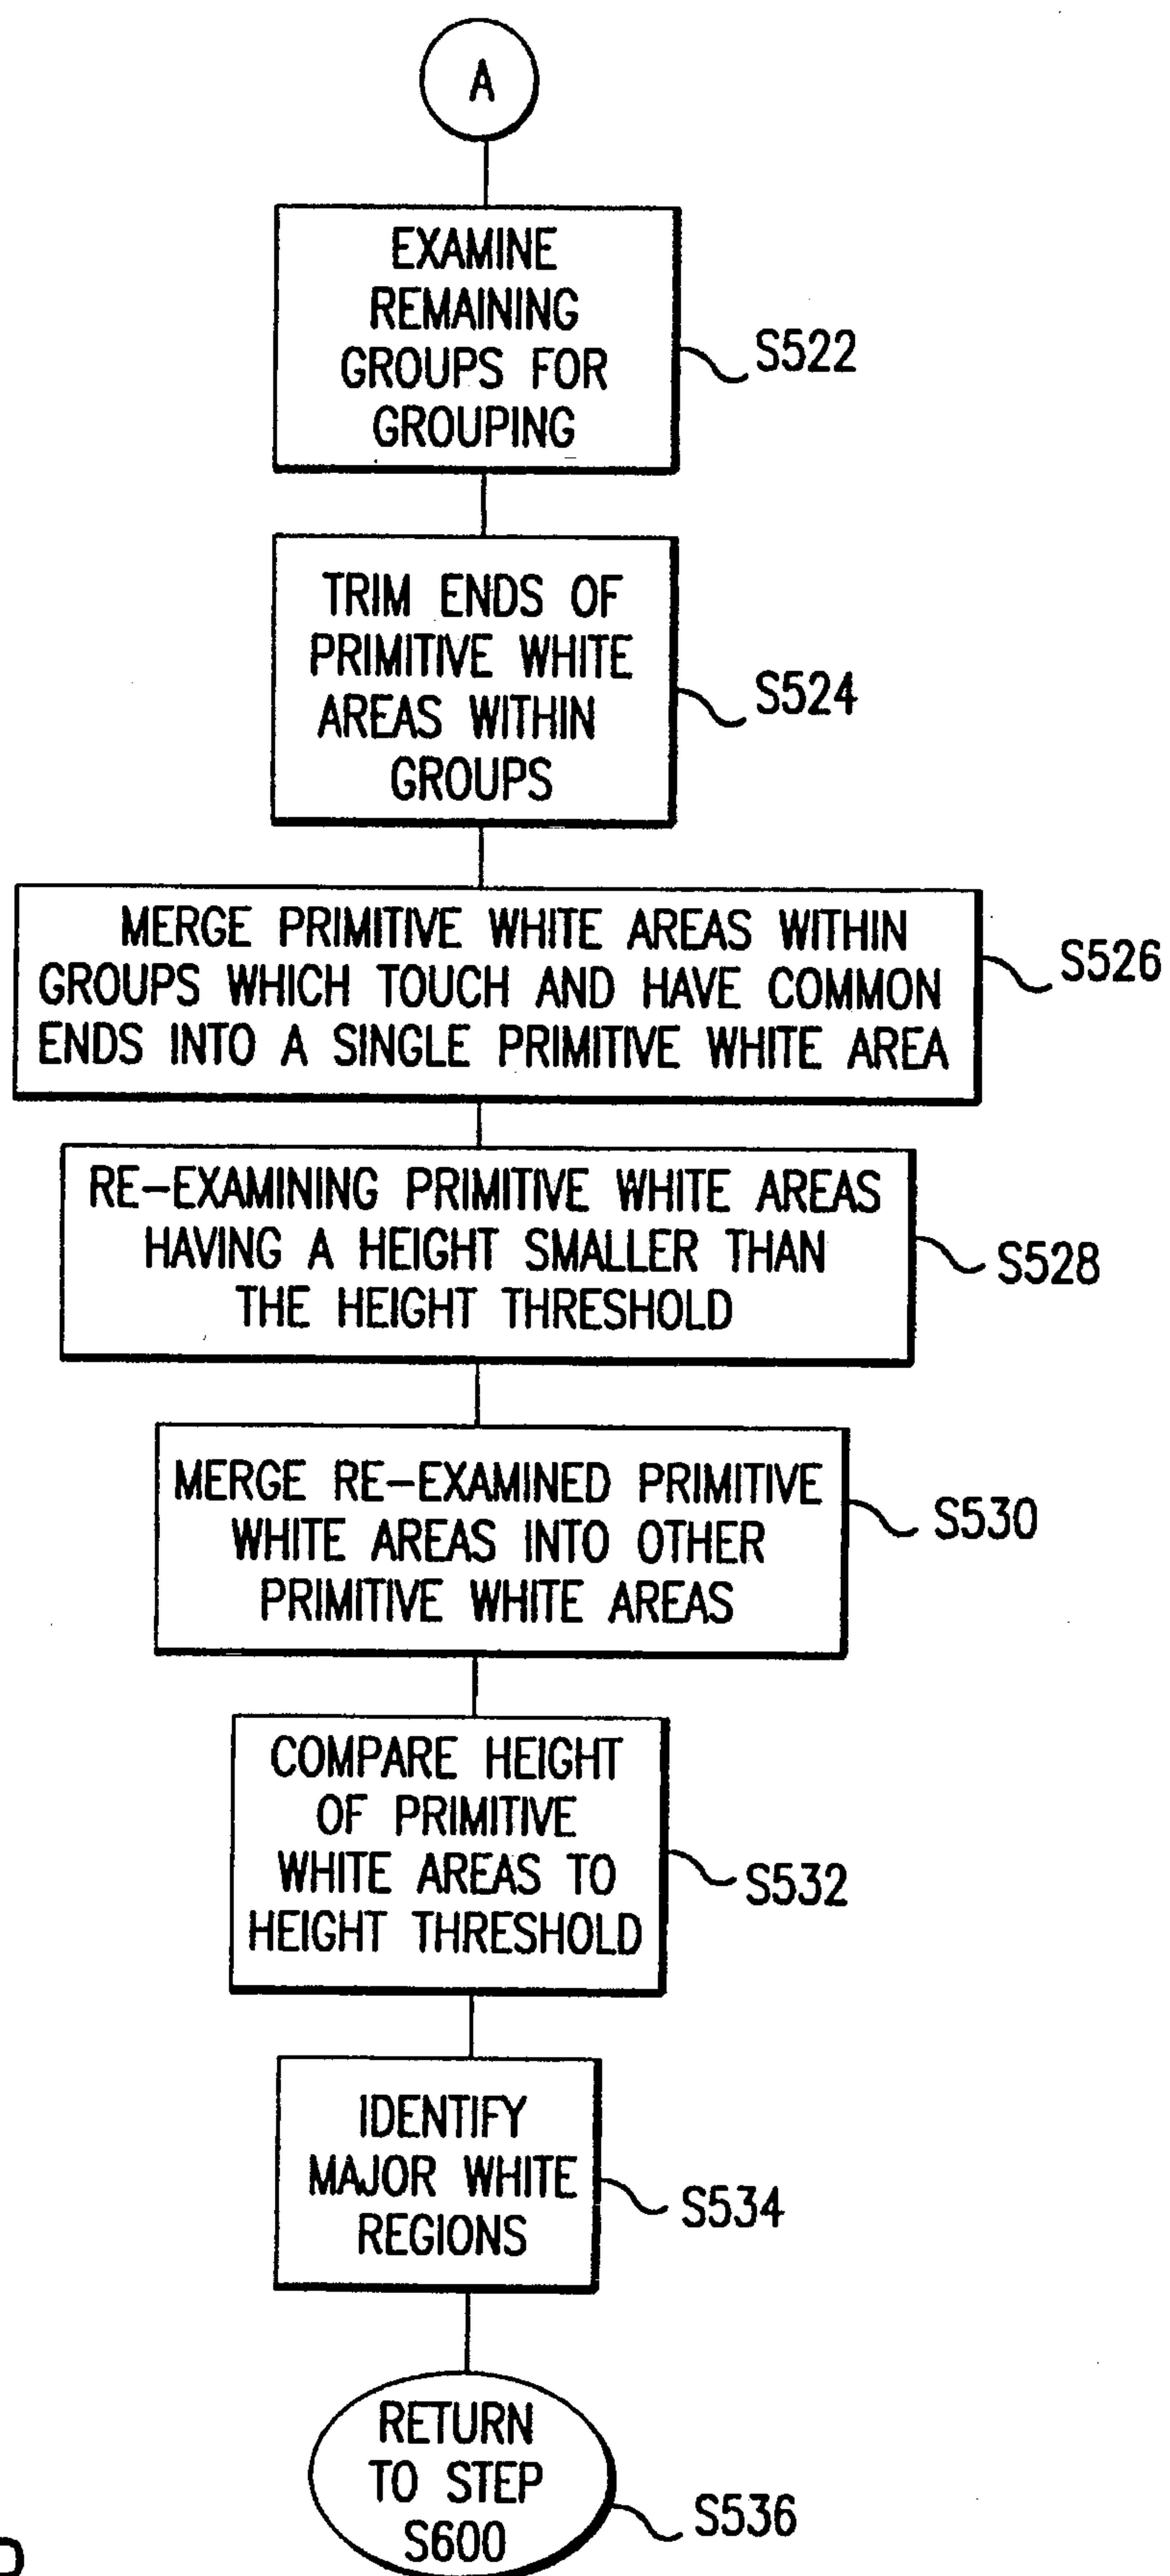 A
EXAMINE
REMAINING
GROUPS FOR
GROUPING
S522
TRIM ENDS OF
PRIMITIVE WHITE
AREAS WITHIN
GROUPS
S524
MERGE PRIMITIVE WHITE AREAS WITHIN
GROUPS WHICH TOUCH AND HAVE COMMON
ENDS INTO A SINGLE PRIMITIVE WHITE AREA
S526
RE-EXAMINING PRIMITIVE WHITE AREAS
HAVING A HEIGHT SMALLER THAN
THE HEIGHT THRESHOLD
S528
MERGE RE-EXAMINED PRIMITIVE
WHITE AREAS INTO OTHER
PRIMITIVE WHITE AREAS
S530
COMPARE HEIGHT
OF PRIMITIVE
WHITE AREAS TO
HEIGHT THRESHOLD
S532
IDENTIFY
MAJOR WHITE
REGIONS
S534
RETURN
TO STEP
S600
S536